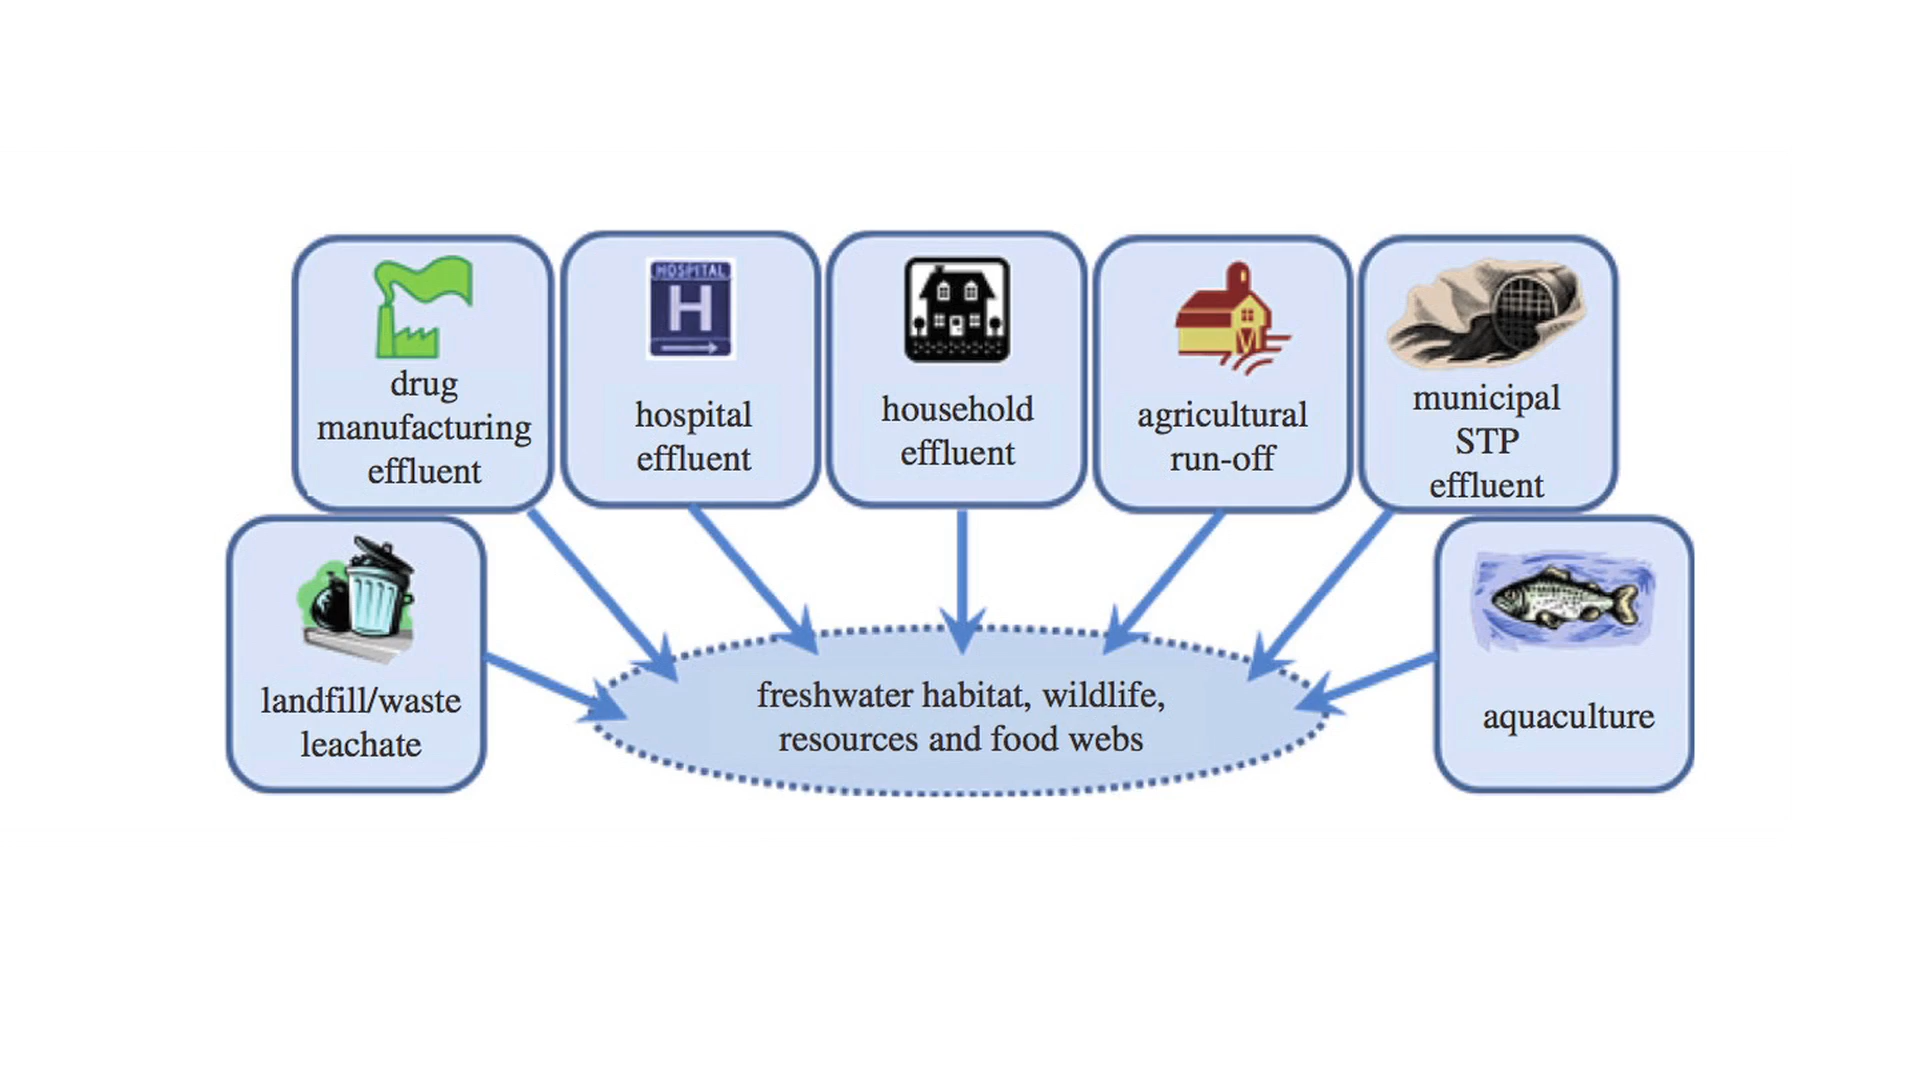 drug
manufacturing
effluent
HOSPITAL
H
hospital
effluent
household
effluent
agricultural
run-off
municipal
STP
effluent
landfill/waste
leachate
freshwater habitat, wildlife,
resources and food webs
aquaculture